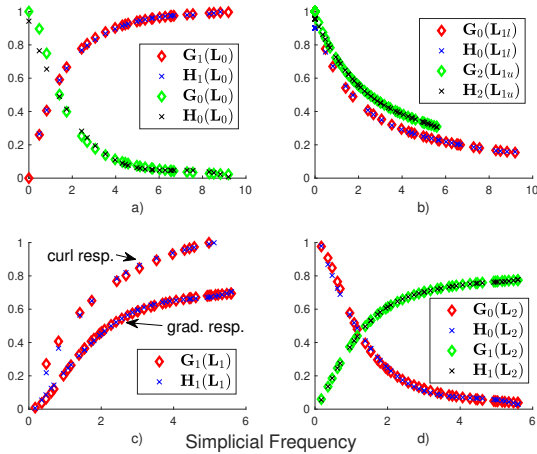 1
0.8
0.6
0.4
0.2
0
0 2 4 6 8 10
a)
G₁(L₀)
H₁(L₀)
G₀(L₀)
H₀(L₀)
1
0.8
0.6
0.4
0.2
0
0 2 4 6 8 10
b)
G₀(L₁ₗ)
H₀(L₁ₗ)
G₂(L₁ᵤ)
H₂(L₁ᵤ)
1
0.8
0.6
0.4
0.2
0
0 2 4 6
c)
curl resp.
grad. resp.
G₁(L₁)
H₁(L₁)
1
0.8
0.6
0.4
0.2
0
0 2 4 6
d)
G₀(L₂)
H₀(L₂)
G₁(L₂)
H₁(L₂)
Simplicial Frequency